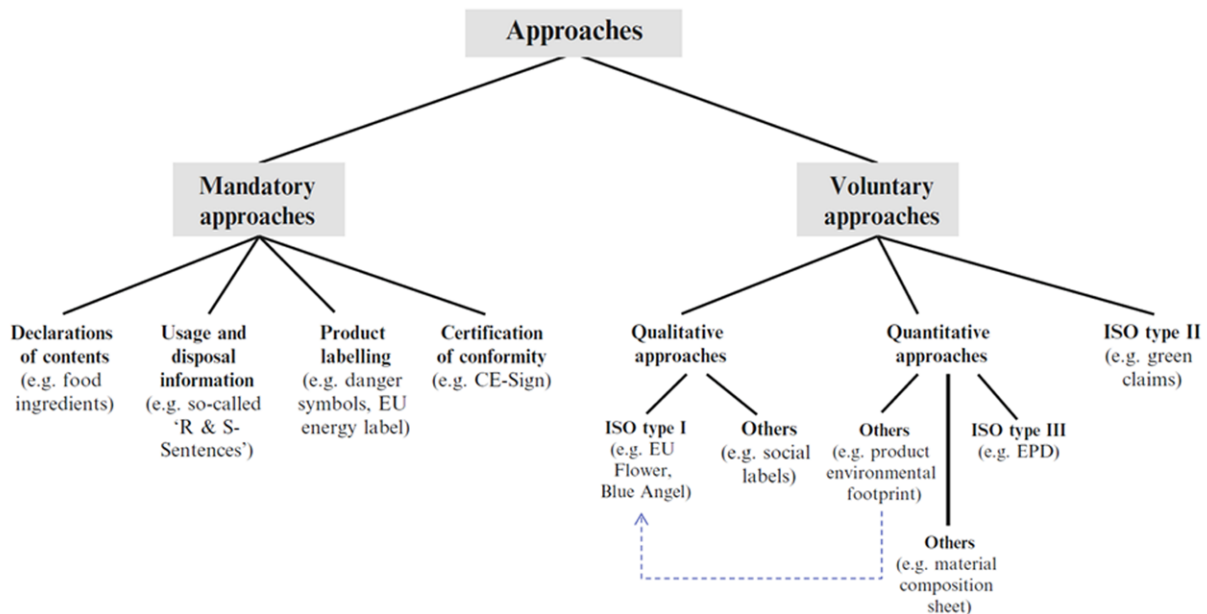 Approaches
Mandatory
approaches
Voluntary
approaches
Declarations
of contents
(e.g. food
ingredients)
Usage and
disposal
information
(e.g. so-called
‘R & S-
Sentences’)
Product
labelling
(e.g. danger
symbols, EU
energy label)
Certification
of conformity
(e.g. CE-Sign)
Qualitative
approaches
Quantitative
approaches
ISO type II
(e.g. green
claims)
ISO type I
(e.g. EU
Flower,
Blue Angel)
Others
(e.g. social
labels)
Others
(e.g. product
environmental
footprint)
ISO type III
(e.g. EPD)
Others
(e.g. material
composition
sheet)